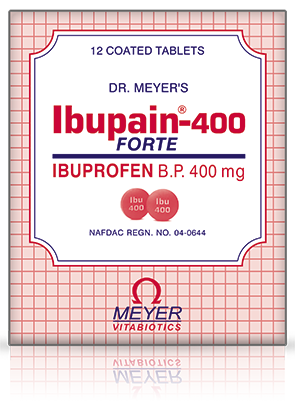 12 COATED TABLETS
DR. MEYER'S
Ibupain®-400
FORTE
IBUPROFEN B.P. 400 mg
Ibu
400
Ibu
400
NAFDAC REGN. NO. 04-0644
MEYER
VITABIOTICS